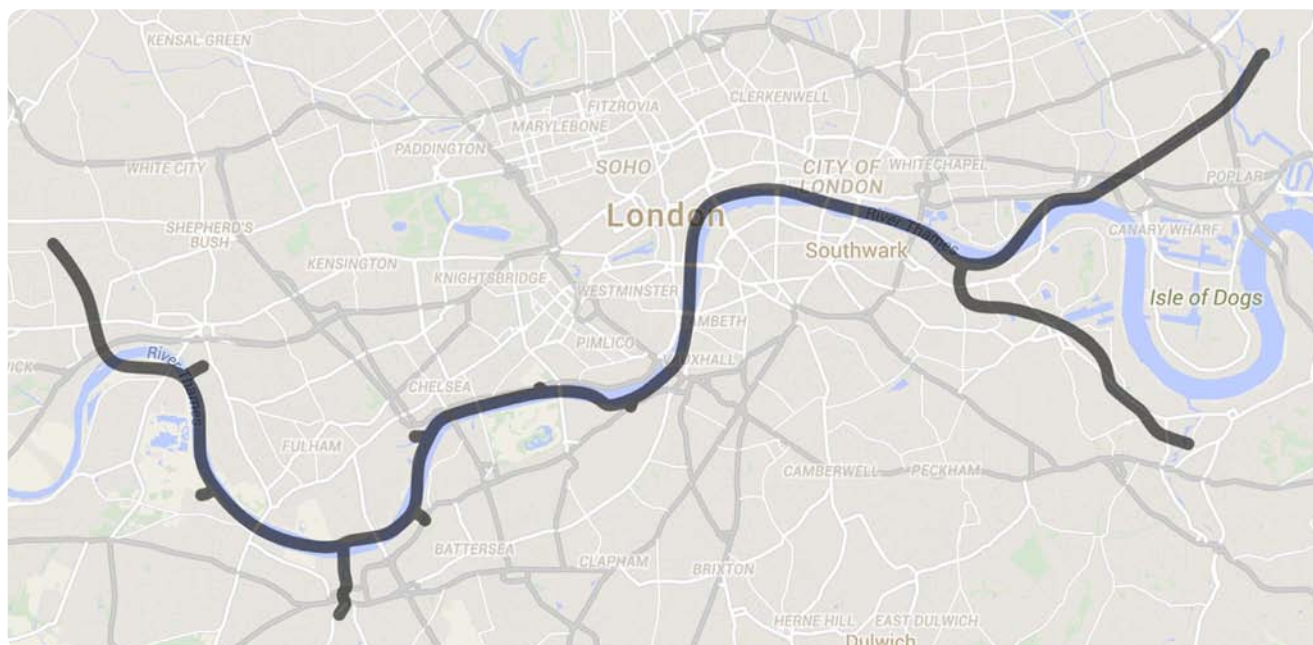 KENSAL GREEN
FITZROVIA
CLERKENWELL
MARYLEBONE
PADDINGTON
WHITE CITY
SOHO
CITY OF
LONDON
WHITECHAPEL
POPLAR
London
SHEPHERD'S
BUSH
River Thames
CANARY WHARF
Southwark
KENSINGTON
KNIGHTSBRIDGE
WESTMINSTER
Isle of Dogs
AMBETH
PIMLICO
River Thames
VAUXHALL
WICK
CHELSEA
FULHAM
CAMBERWELL
PECKHAM
BATTERSEA
CLAPHAM
BRIXTON
HERNE HILL
EAST DULWICH
Dulwich